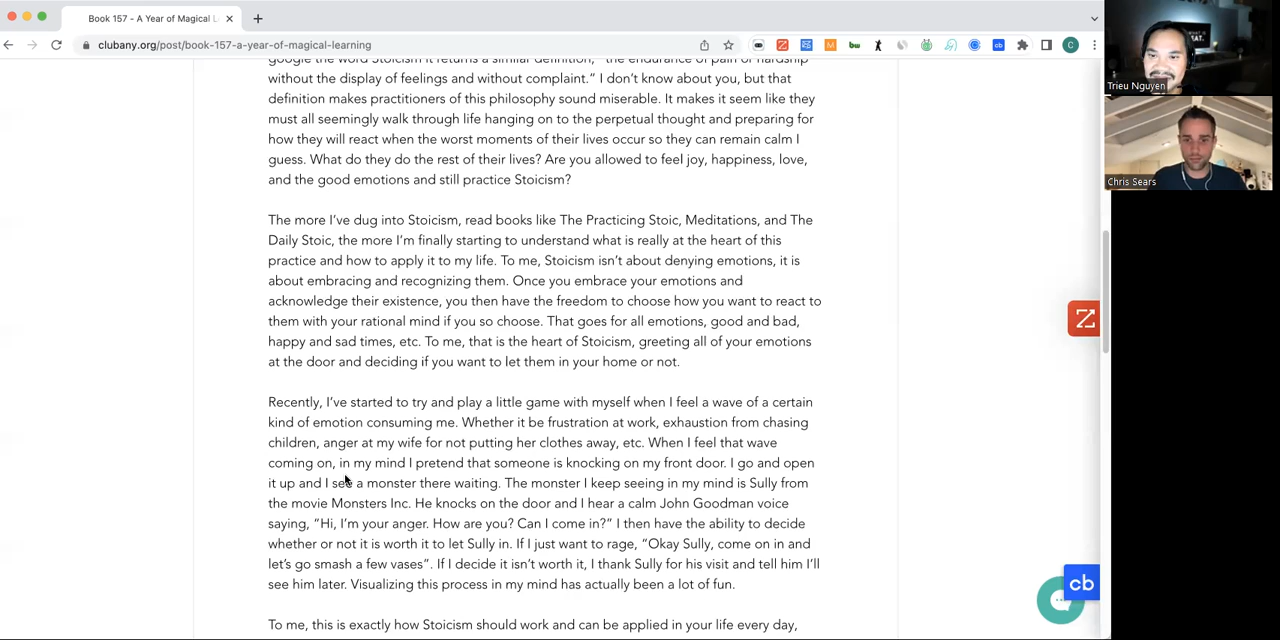 Book 157 - A Year of Magical L
clubany.org/post/book-157-a-year-of-magical-learning
google the word Stoicism it returns a similar definition, "the endurance of pain or hardship
without the display of feelings and without complaint." I don't know about you, but that
definition makes practitioners of this philosophy sound miserable. It makes it seem like they
must all seemingly walk through life hanging on to the perpetual thought and preparing for
how they will react when the worst moments of their lives occur so they can remain calm I
guess. What do they do the rest of their lives? Are you allowed to feel joy, happiness, love,
and the good emotions and still practice Stoicism?
The more I've dug into Stoicism, read books like The Practicing Stoic, Meditations, and The
Daily Stoic, the more I'm finally starting to understand what is really at the heart of this
practice and how to apply it to my life. To me, Stoicism isn't about denying emotions, it is
about embracing and recognizing them. Once you embrace your emotions and
acknowledge their existence, you then have the freedom to choose how you want to react to
them with your rational mind if you so choose. That goes for all emotions, good and bad,
happy and sad times, etc. To me, that is the heart of Stoicism, greeting all of your emotions
at the door and deciding if you want to let them in your home or not.
Recently, I've started to try and play a little game with myself when I feel a wave of a certain
kind of emotion consuming me. Whether it be frustration at work, exhaustion from chasing
children, anger at my wife for not putting her clothes away, etc. When I feel that wave
coming on, in my mind I pretend that someone is knocking on my front door. I go and open
it up and I see a monster there waiting. The monster I keep seeing in my mind is Sully from
the movie Monsters Inc. He knocks on the door and I hear a calm John Goodman voice
saying, "Hi, I'm your anger. How are you? Can I come in?" I then have the ability to decide
whether or not it is worth it to let Sully in. If I just want to rage, "Okay Sully, come on in and
let's go smash a few vases". If I decide it isn't worth it, I thank Sully for his visit and tell him I'll
see him later. Visualizing this process in my mind has actually been a lot of fun.
To me, this is exactly how Stoicism should work and can be applied in your life every day,
Trieu Nguyen
Chris Sears
cb